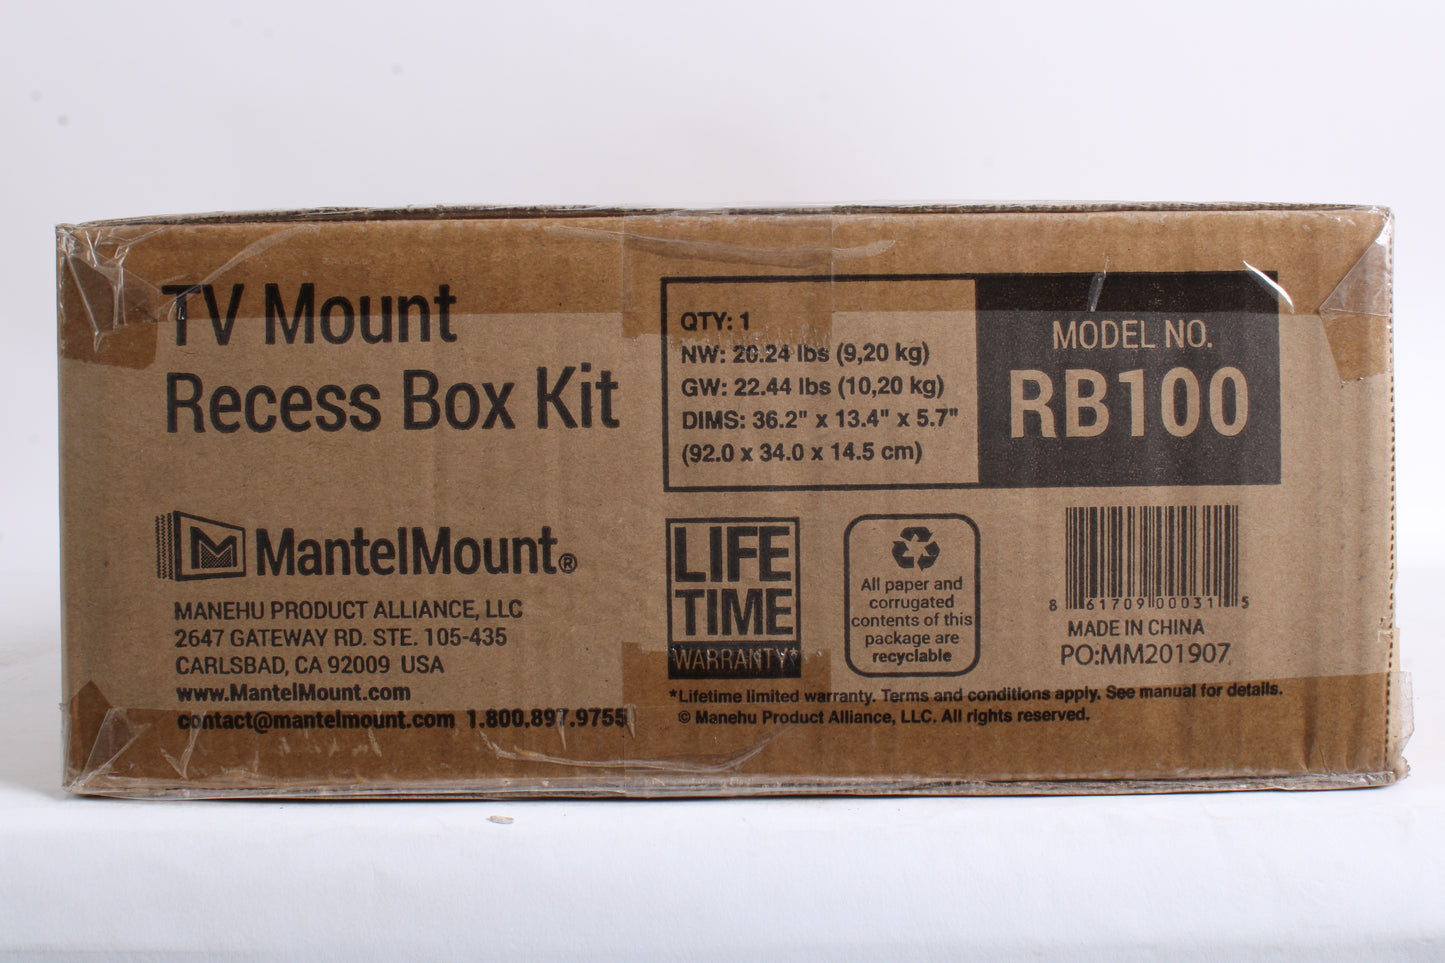 TV Mount
Recess Box Kit
QTY: 1
NW: 20.24 lbs (9,20 kg)
GW: 22.44 lbs (10,20 kg)
DIMS: 36.2" x 13.4" x 5.7"
(92.0 x 34.0 x 14.5 cm)
MODEL NO.
RB100
MantelMount®
MANEHU PRODUCT ALLIANCE, LLC
2647 GATEWAY RD. STE. 105-435
CARLSBAD, CA 92009 USA
www.MantelMount.com
contact@mantelmount.com 1.800.897.9755
LIFE
TIME
WARRANTY*
All paper and
corrugated
contents of this
package are
recyclable
8 61709 00031 5
MADE IN CHINA
PO:MM201907
*Lifetime limited warranty. Terms and conditions apply. See manual for details.
© Manehu Product Alliance, LLC. All rights reserved.